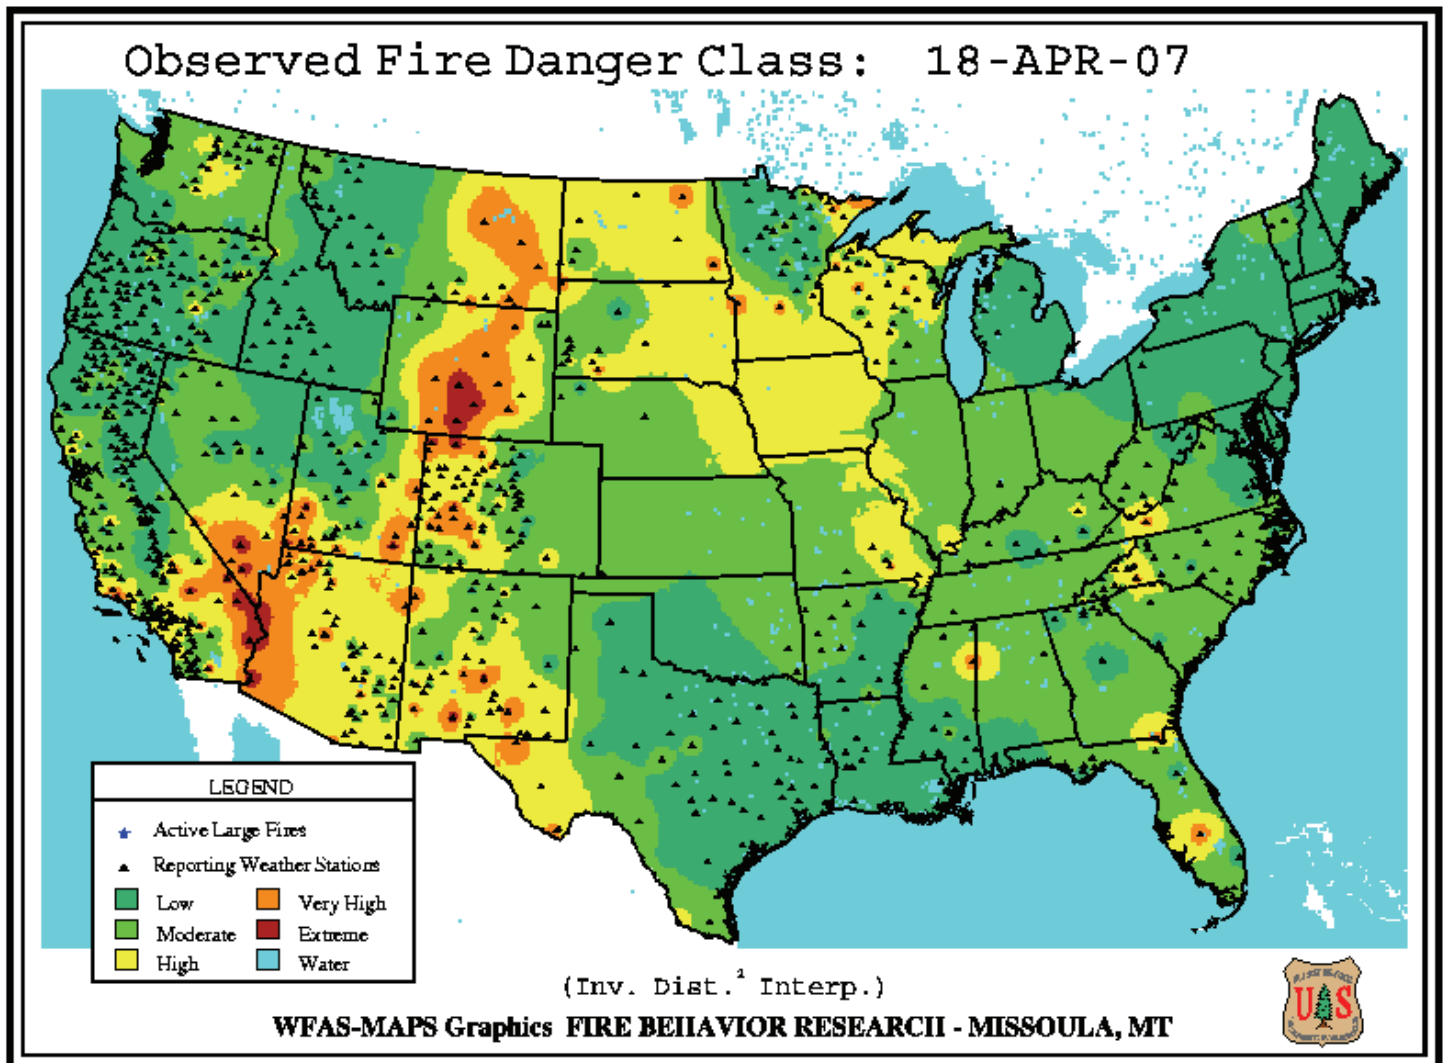 Observed Fire Danger Class: 18-APR-07
LEGEND
Active Large Fires
Reporting Weather Stations
Low
Very High
Moderate
Extreme
High
Water
(Inv. Dist.² Interp.)
WFAS-MAPS Graphics FIRE BEHAVIOR RESEARCH - MISSOULA, MT
U S